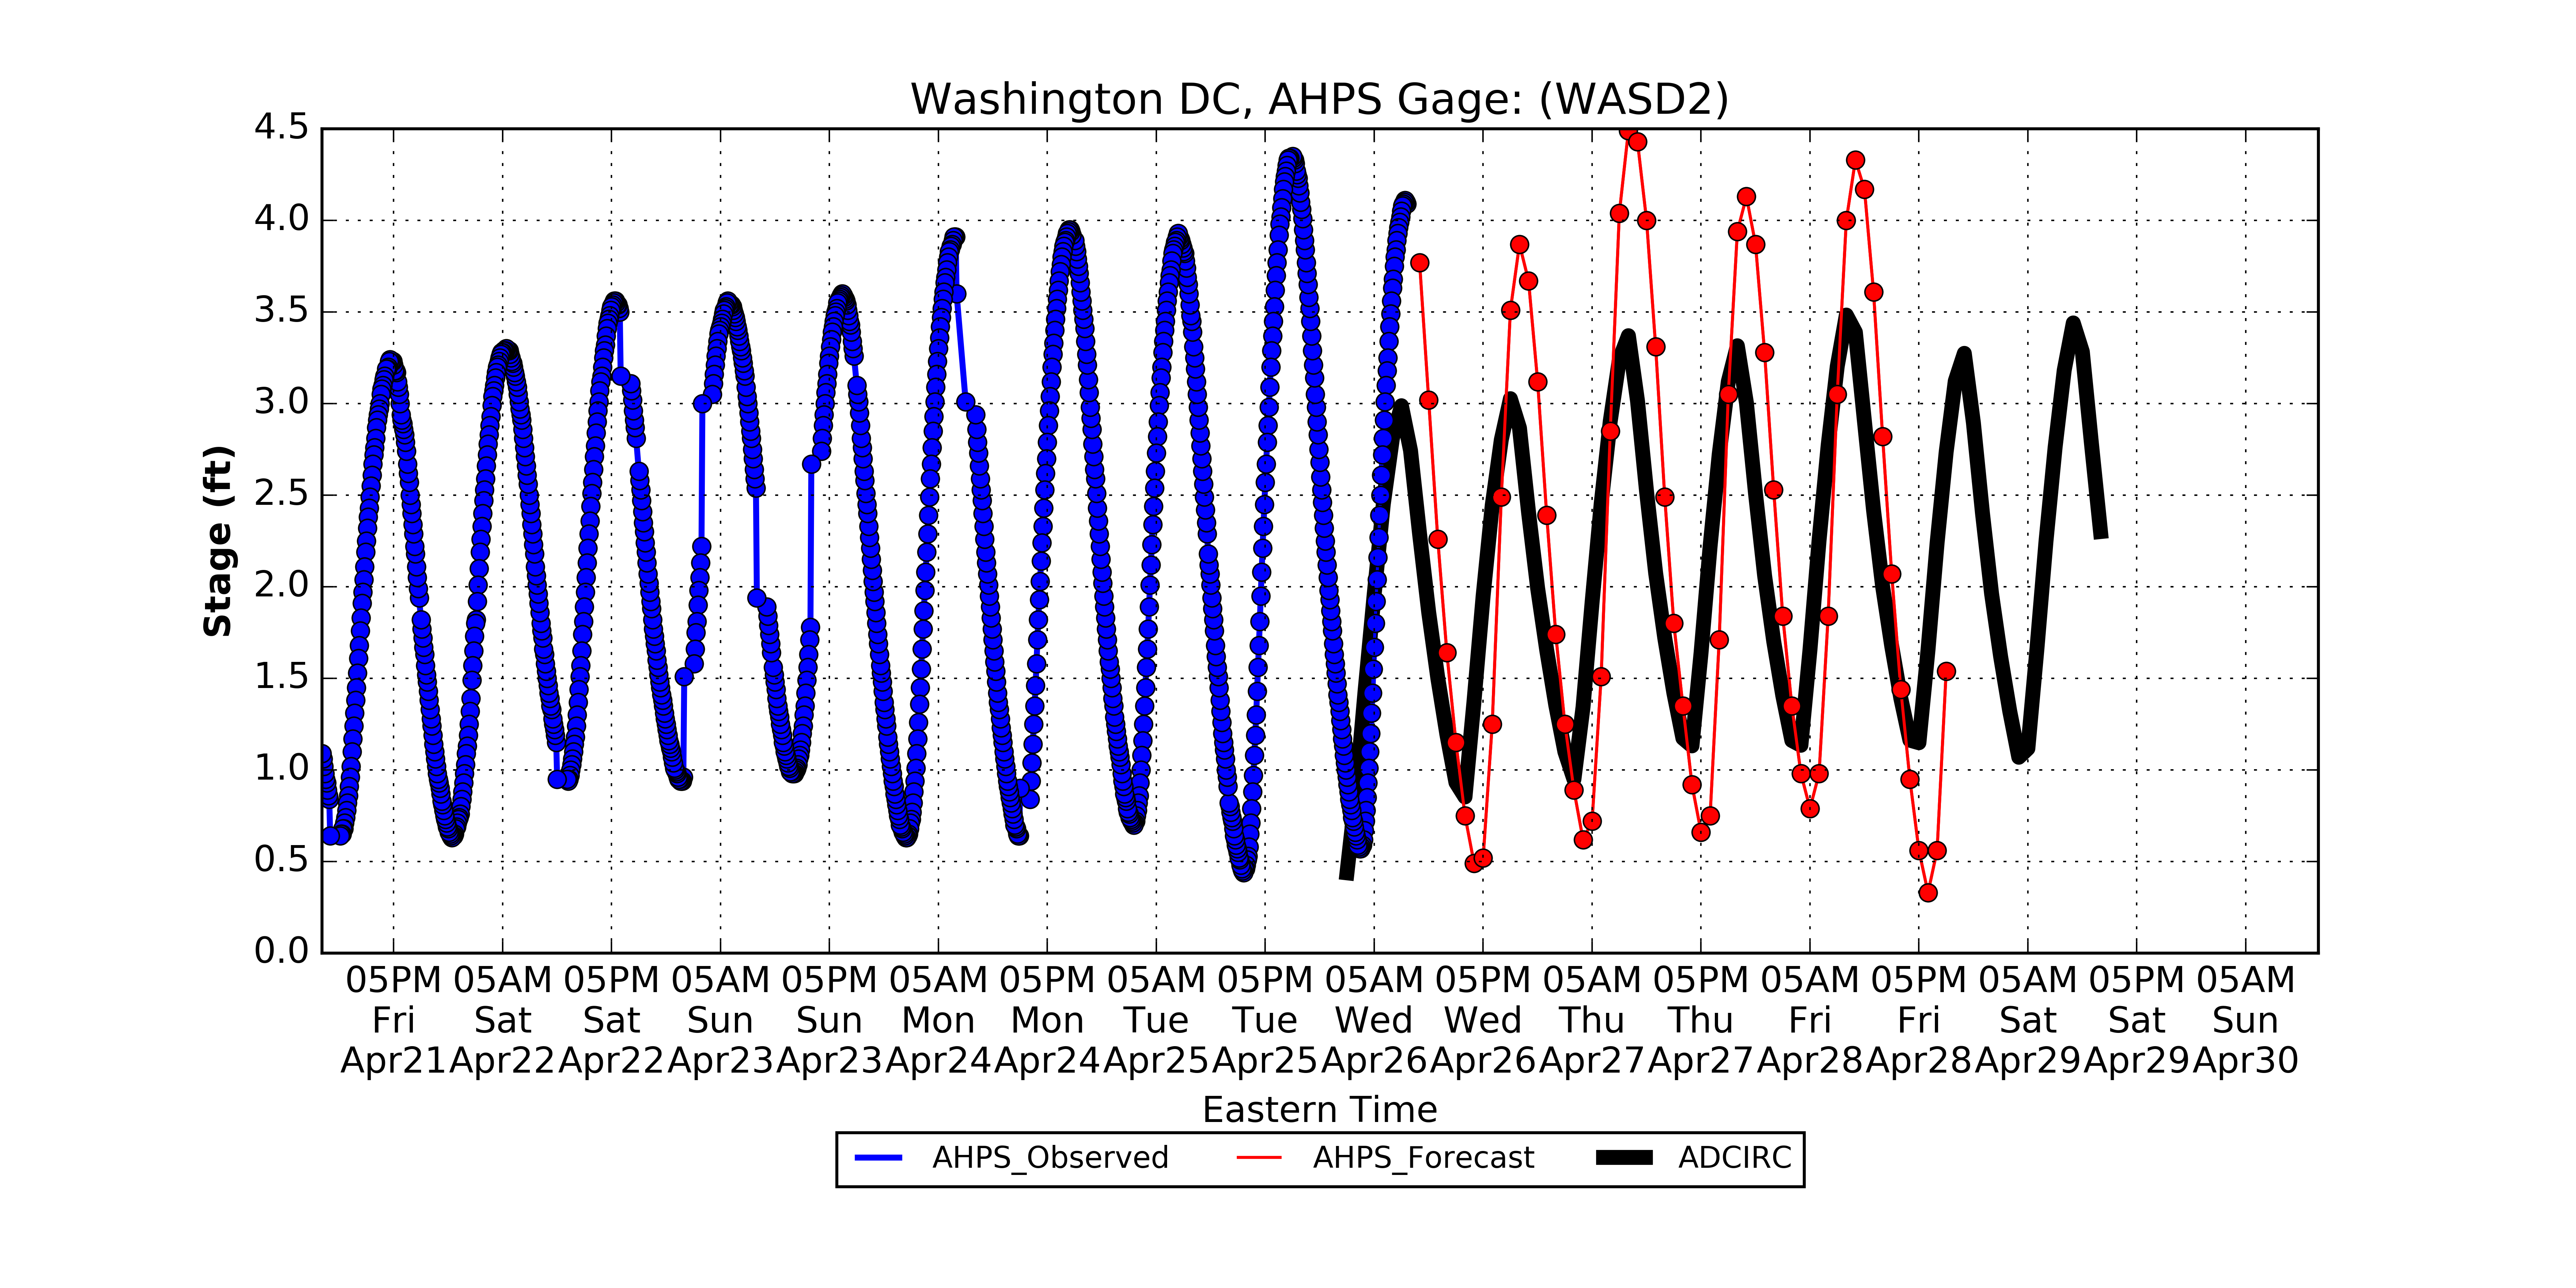 Washington DC, AHPS Gage: (WASD2)
4.5
4.0
3.5
3.0
2.5
2.0
1.5
1.0
0.5
0.0
Stage (ft)
05PM 05AM 05PM 05AM 05PM 05AM 05PM 05AM 05PM 05AM 05PM 05AM 05PM 05AM 05PM 05AM 05PM 05AM
Fri Sat Sat Sun Sun Mon Mon Tue Tue Wed Wed Thu Thu Fri Fri Sat Sat Sun
Apr21 Apr22 Apr22 Apr23 Apr23 Apr24 Apr24 Apr25 Apr25 Apr26 Apr26 Apr27 Apr27 Apr28 Apr28 Apr29 Apr29 Apr30
Eastern Time
AHPS_Observed AHPS_Forecast ADCIRC